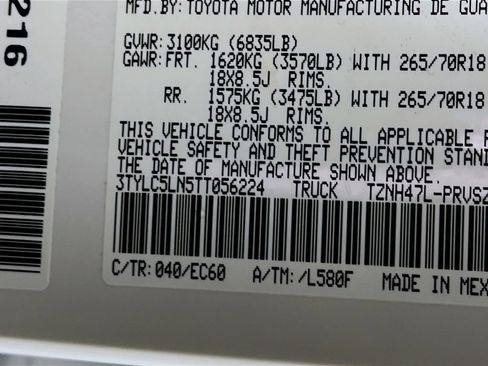 216
MFD.BY:TOYOTA MOTOR MANUFACTURING DE GUA
GVWR:3100KG (6835LB)
GAWR:FRT. 1620KG (3570LB) WITH 265/70R18
18X8.5J RIMS.
RR. 1575KG (3475LB) WITH 265/70R18
18X8.5J RIMS.
THIS VEHICLE CONFORMS TO ALL APPLICABLE F
VEHICLE SAFETY AND THEFT PREVENTION STAND
THE DATE OF MANUFACTURE SHOWN ABOVE.
3TYLC5LN5TT056224 TRUCK TZNH47L-PRVSZ
C/TR:040/EC60 A/TM:/L580F MADE IN MEX